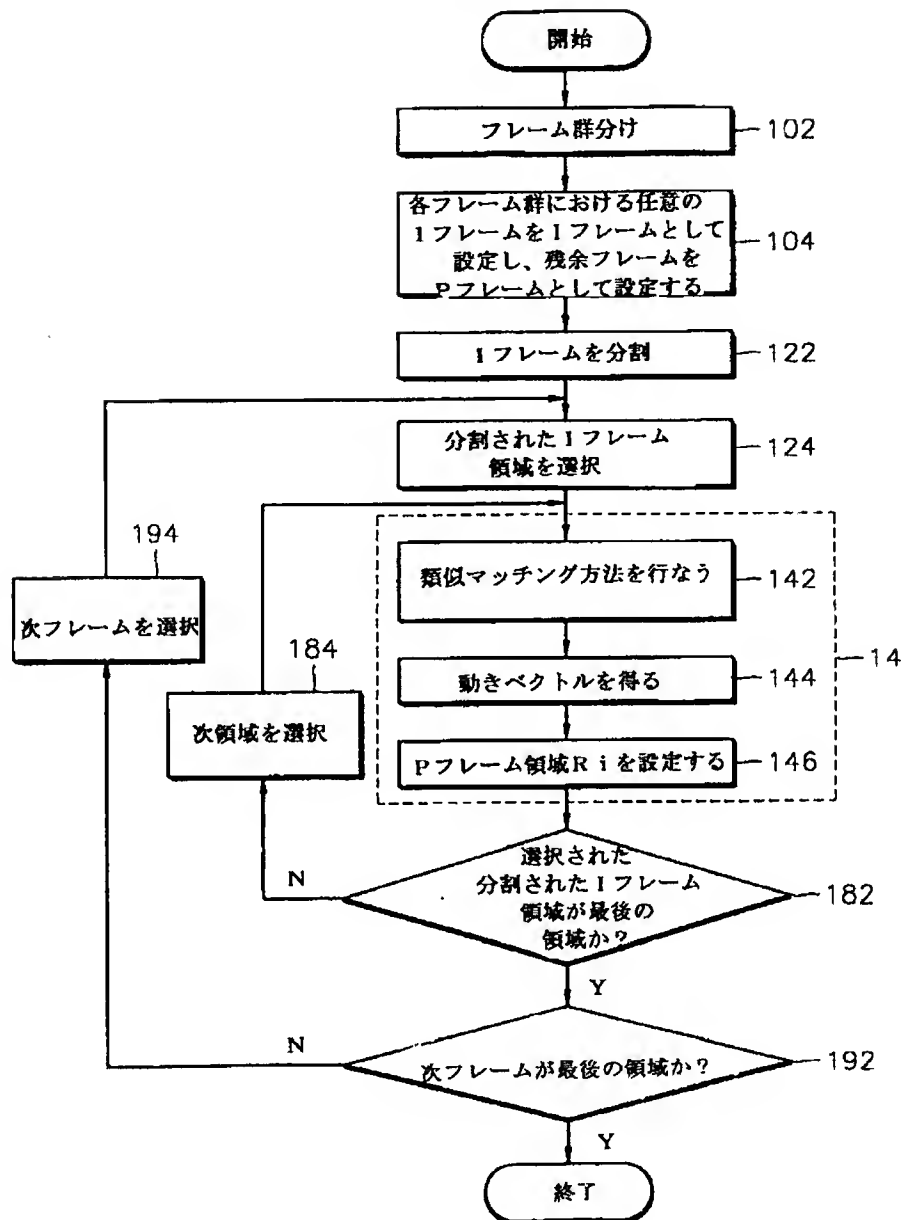 開始
フレーム群分け
102
各フレーム群における任意の
1フレームをIフレームとして
設定し、残余フレームを
Pフレームとして設定する
104
Iフレームを分割
122
分割されたIフレーム
領域を選択
124
194
次フレームを選択
184
次領域を選択
類似マッチング方法を行なう
142
動きベクトルを得る
144
14
Pフレーム領域Riを設定する
146
選択された
分割されたIフレーム
領域が最後の
領域か?
182
N
Y
次フレームが最後の領域か?
192
N
Y
終了